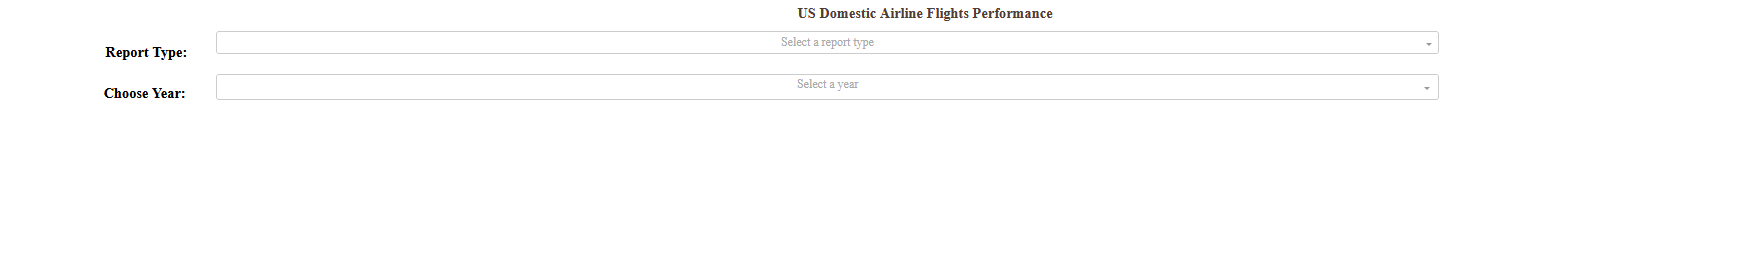 US Domestic Airline Flights Performance
Report Type: Select a report type
Choose Year: Select a year